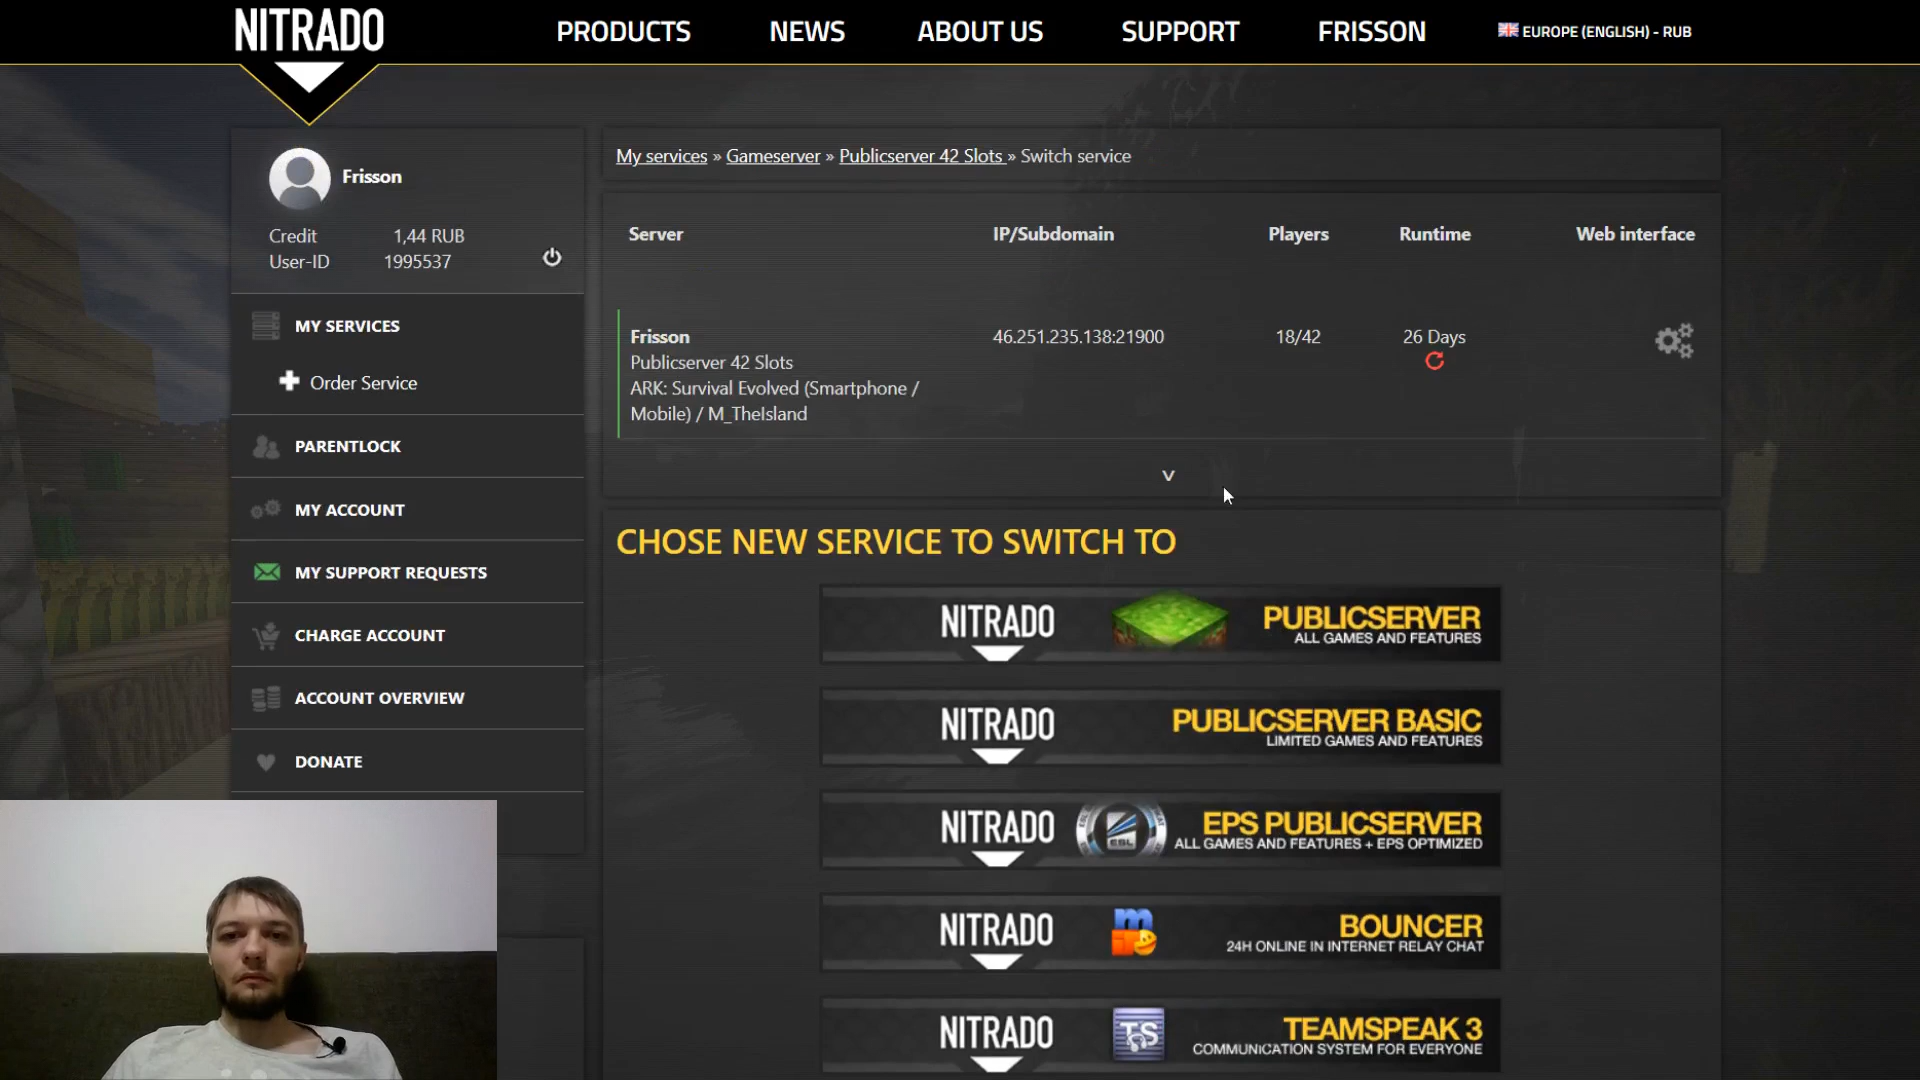 NITRADO
PRODUCTS NEWS ABOUT US SUPPORT FRISSON EUROPE (ENGLISH) - RUB
Frisson
Credit 1,44 RUB
User-ID 1995537
MY SERVICES
Order Service
PARENTLOCK
MY ACCOUNT
MY SUPPORT REQUESTS
CHARGE ACCOUNT
ACCOUNT OVERVIEW
DONATE
My services » Gameserver » Publicserver 42 Slots » Switch service
Server IP/Subdomain Players Runtime Web interface
Frisson 46.251.235.138:21900 18/42 26 Days
Publicserver 42 Slots
ARK: Survival Evolved (Smartphone /
Mobile) / M_TheIsland
v
CHOSE NEW SERVICE TO SWITCH TO
NITRADO PUBLICSERVER
ALL GAMES AND FEATURES
NITRADO PUBLICSERVER BASIC
LIMITED GAMES AND FEATURES
NITRADO ESL EPS PUBLICSERVER
ALL GAMES AND FEATURES + EPS OPTIMIZED
NITRADO BOUNCER
24H ONLINE IN INTERNET RELAY CHAT
NITRADO TS TEAMSPEAK 3
COMMUNICATION SYSTEM FOR EVERYONE